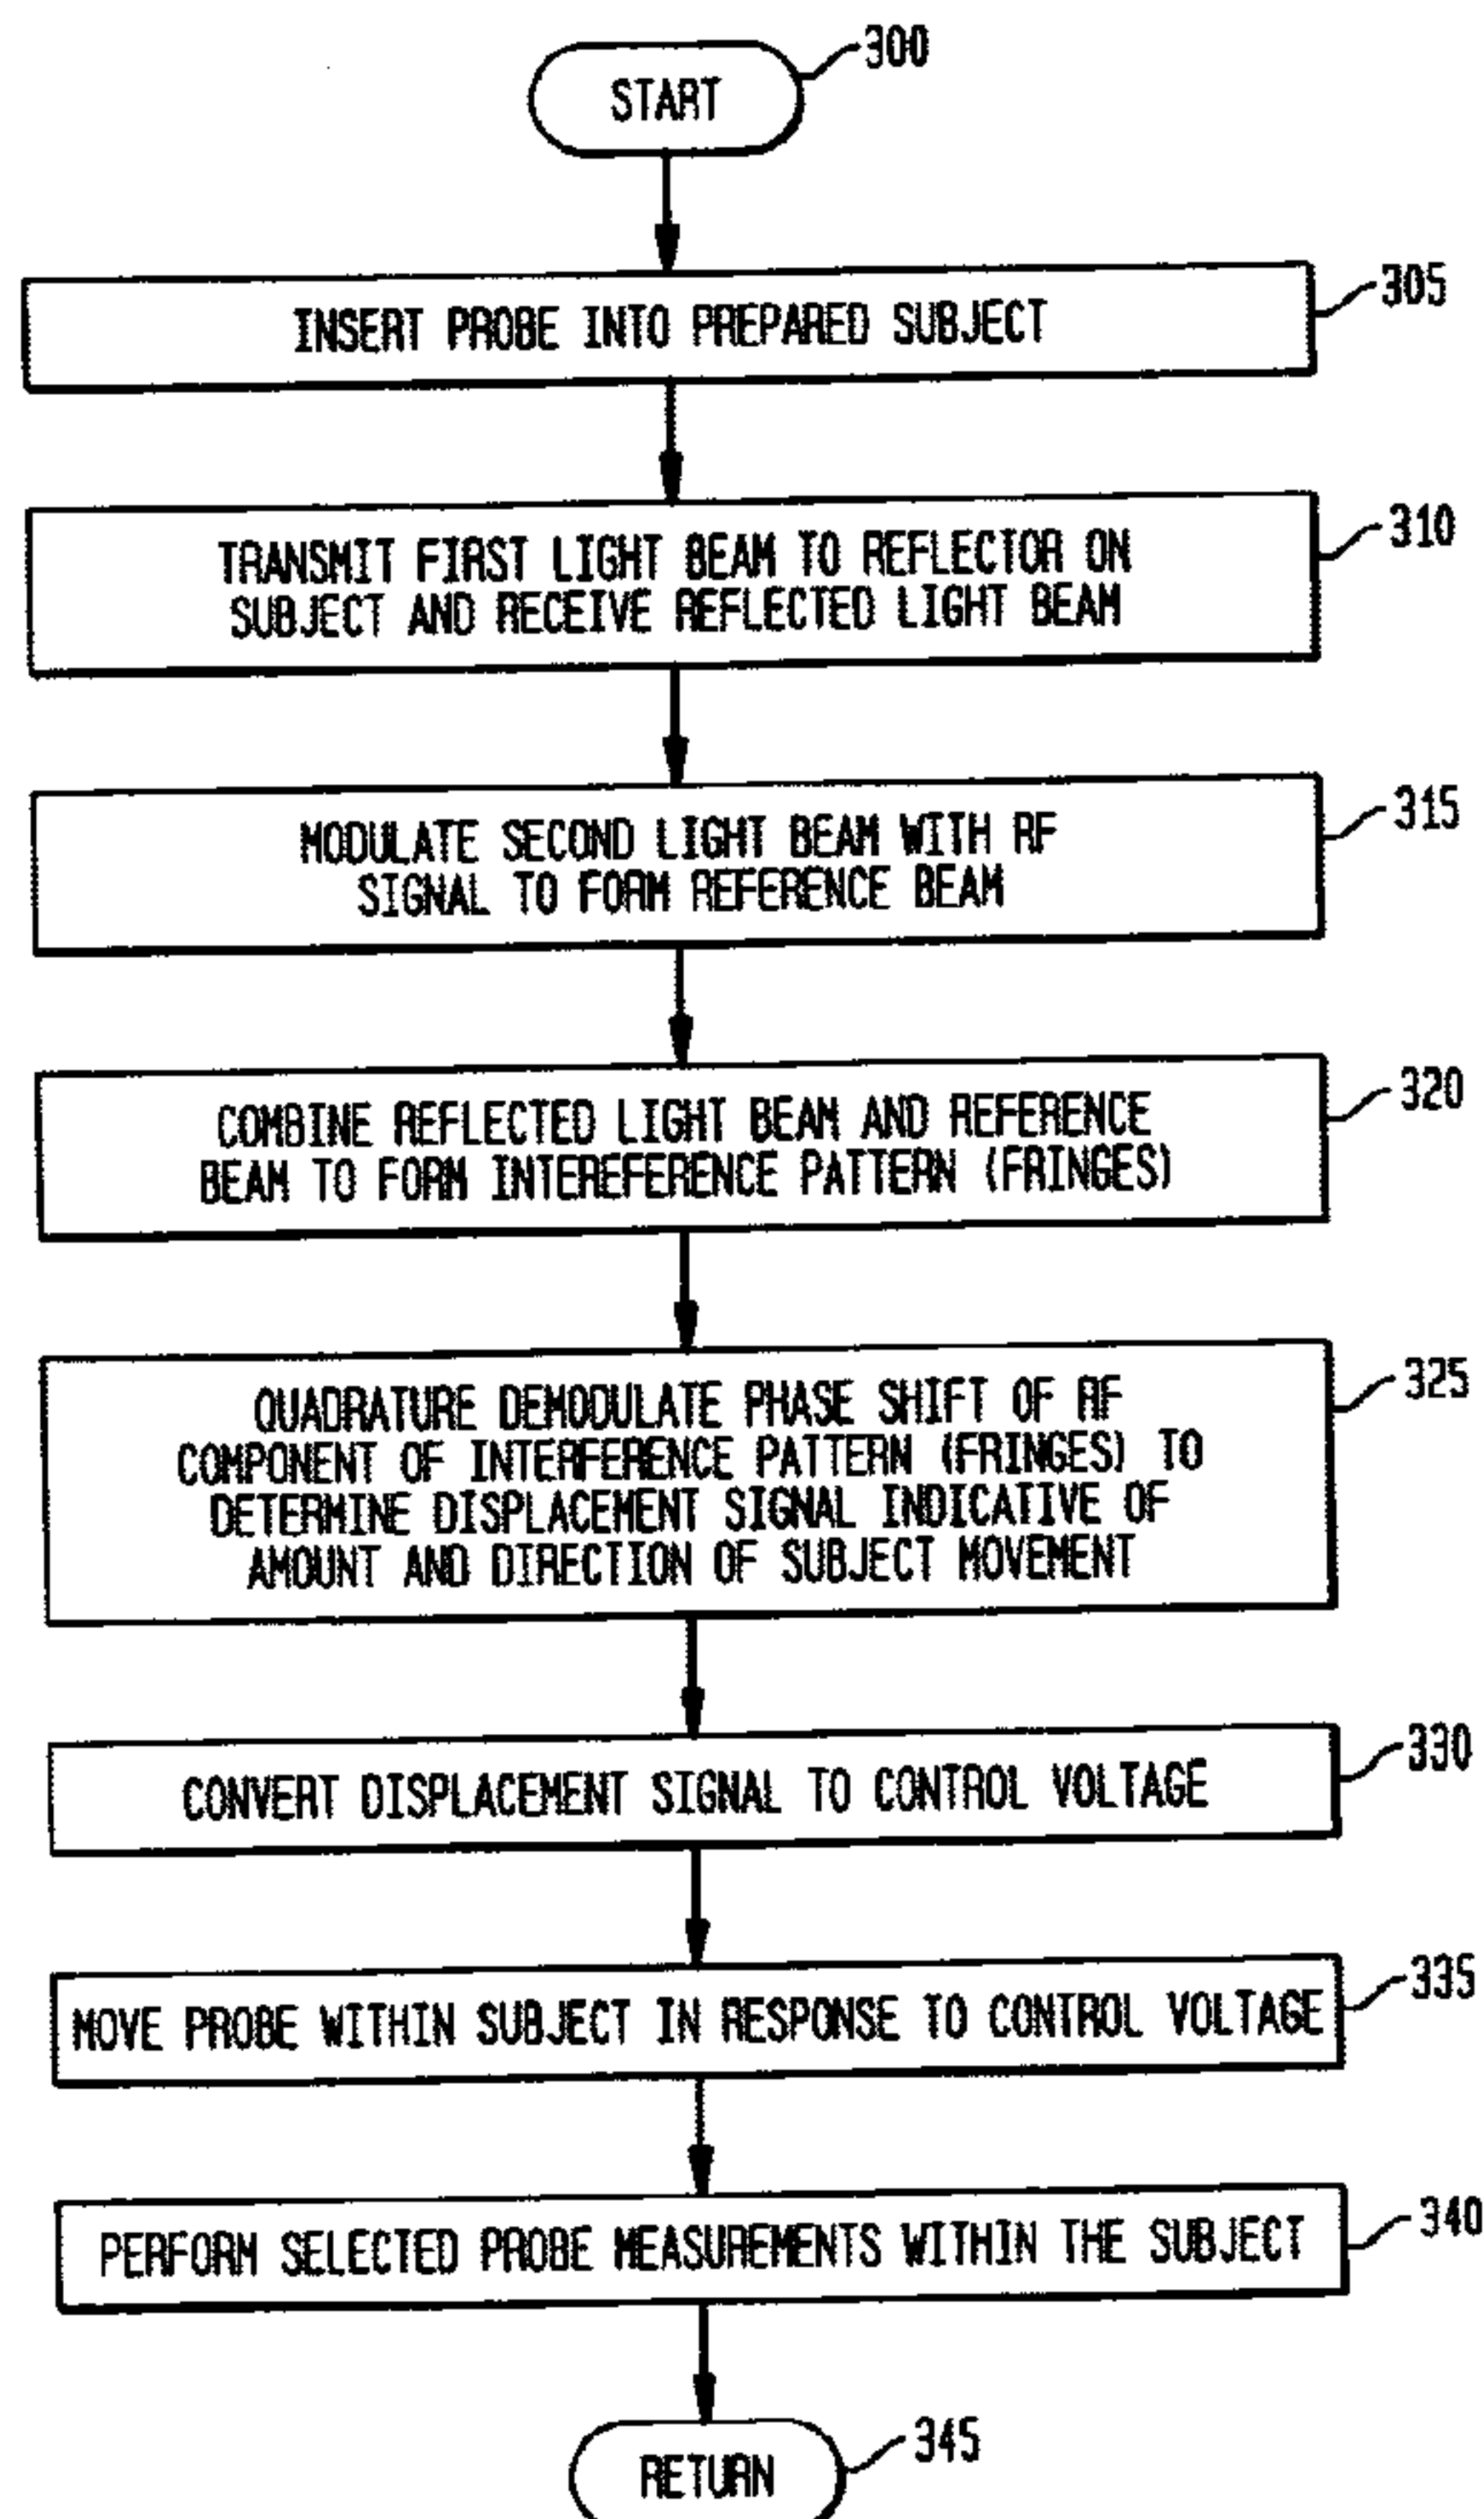 START
300
INSERT PROBE INTO PREPARED SUBJECT
305
TRANSMIT FIRST LIGHT BEAM TO REFLECTOR ON
SUBJECT AND RECEIVE REFLECTED LIGHT BEAM
310
MODULATE SECOND LIGHT BEAM WITH RF
SIGNAL TO FORM REFERENCE BEAM
315
COMBINE REFLECTED LIGHT BEAM AND REFERENCE
BEAM TO FORM INTEREFERENCE PATTERN (FRINGES)
320
QUADRATURE DEMODULATE PHASE SHIFT OF RF
COMPONENT OF INTERFERENCE PATTERN (FRINGES) TO
DETERMINE DISPLACEMENT SIGNAL INDICATIVE OF
AMOUNT AND DIRECTION OF SUBJECT MOVEMENT
325
CONVERT DISPLACEMENT SIGNAL TO CONTROL VOLTAGE
330
MOVE PROBE WITHIN SUBJECT IN RESPONSE TO CONTROL VOLTAGE
335
PERFORM SELECTED PROBE MEASUREMENTS WITHIN THE SUBJECT
340
RETURN
345